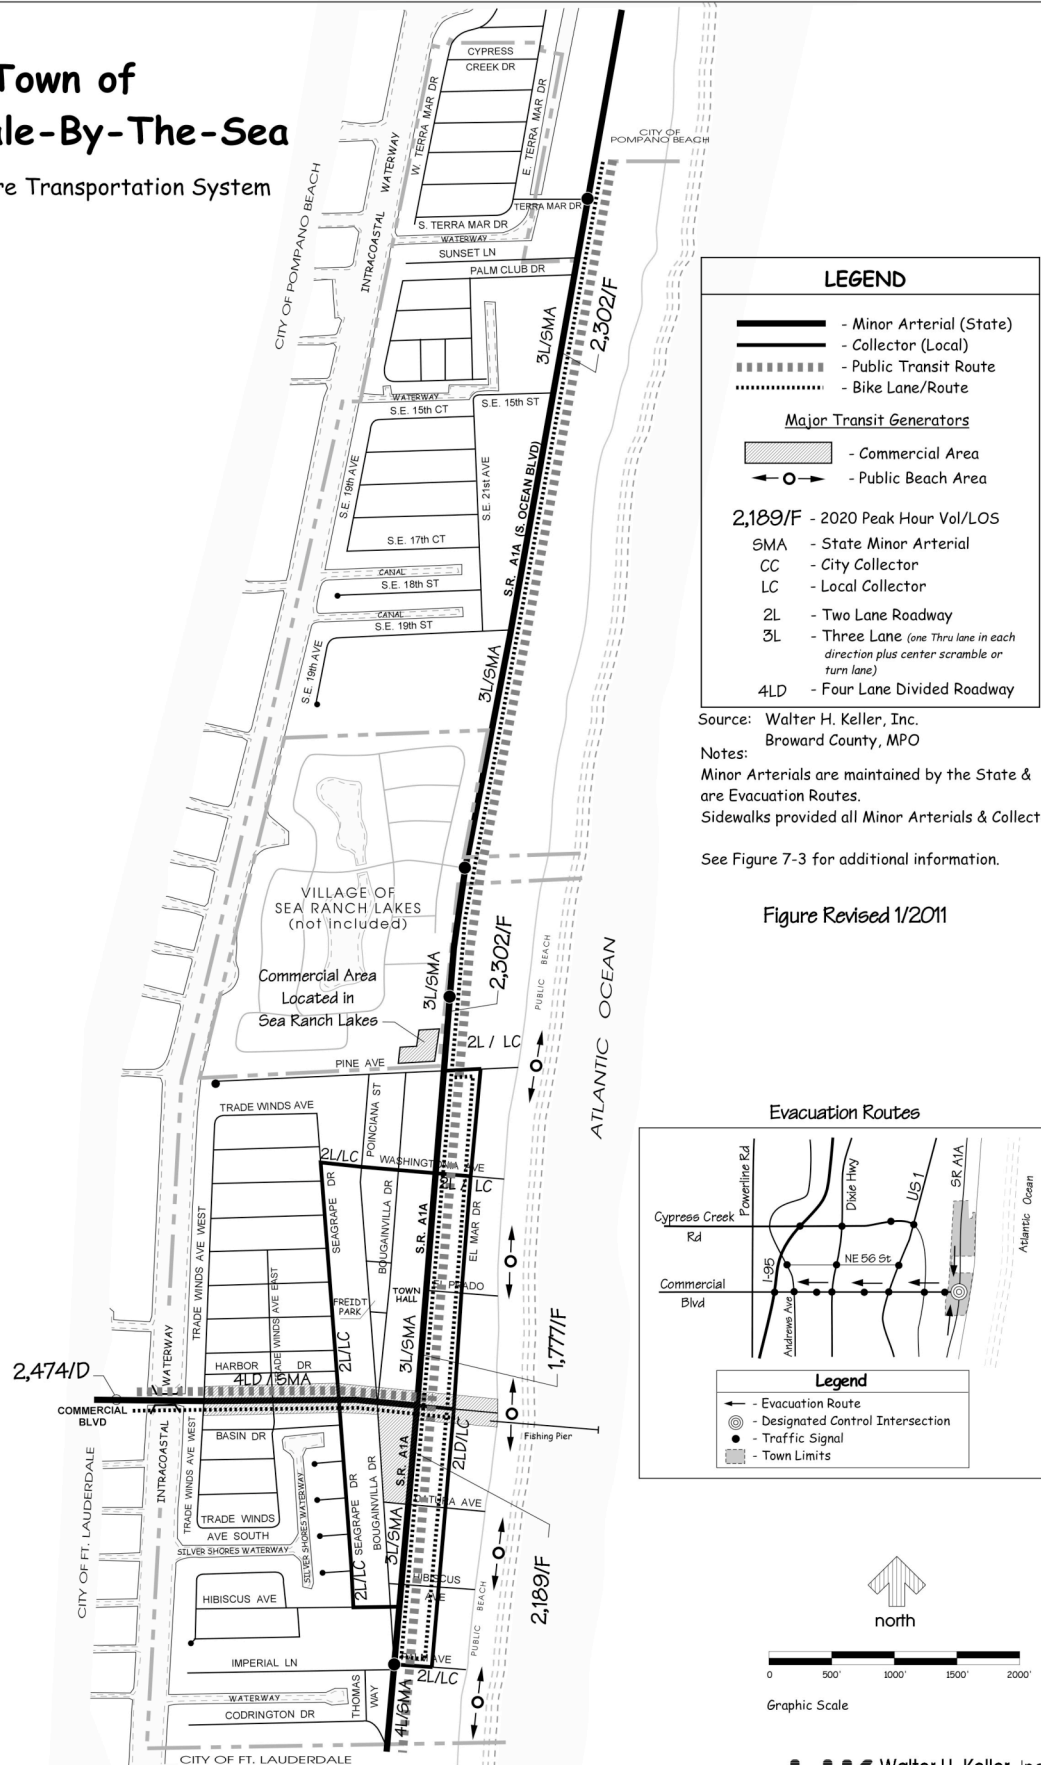 Town of
le-By-The-Sea
re Transportation System
CYPRESS
CREEK DR
W. TERRA MAR DR
E. TERRA MAR DR
CITY OF
POMPANO BEACH
INTRACOASTAL WATERWAY
CITY OF POMPANO BEACH
TERRA MAR DR
S. TERRA MAR DR
WATERWAY
SUNSET LN
PALM CLUB DR
3L/SMA
2,302/F
WATERWAY
S.E. 15th CT
S.E. 15th ST
S.E. 19th AVE
S.E. 21st AVE
S.R. A1A (S. OCEAN BLVD)
S.E. 17th CT
CANAL
S.E. 18th ST
CANAL
S.E. 19th ST
S.E. 19th AVE
3L/SMA
LEGEND
- Minor Arterial (State)
- Collector (Local)
- Public Transit Route
- Bike Lane/Route
Major Transit Generators
- Commercial Area
- Public Beach Area
2,189/F - 2020 Peak Hour Vol/LOS
SMA - State Minor Arterial
CC - City Collector
LC - Local Collector
2L - Two Lane Roadway
3L - Three Lane (one Thru lane in each
direction plus center scramble or
turn lane)
4LD - Four Lane Divided Roadway
Source: Walter H. Keller, Inc.
Broward County, MPO
Notes:
Minor Arterials are maintained by the State &
are Evacuation Routes.
Sidewalks provided all Minor Arterials & Collect
See Figure 7-3 for additional information.
Figure Revised 1/2011
VILLAGE OF
SEA RANCH LAKES
(not included)
Commercial Area
Located in
Sea Ranch Lakes
3L/SMA
2,302/F
PUBLIC BEACH
ATLANTIC OCEAN
2L / LC
PINE AVE
TRADE WINDS AVE
POINCIANA ST
2L/LC
WASHINGTONIA AVE
2L LC
SEAGRAPE DR
BOUGAINVILLA DR
S.R. A1A
EL MAR DR
TRADE WINDS AVE WEST
TRADE WINDS AVE EAST
EL PRADO
TOWN
HALL
FREIDT
PARK
2L/LC
3L/SMA
1,777/F
WATERWAY
HARBOR DR
4LD / SMA
2,474/D
COMMERCIAL
BLVD
Fishing Pier
INTRACOASTAL
TRADE WINDS AVE WEST
BASIN DR
S.R. A1A
2LD/LC
CITY OF FT. LAUDERDALE
SILVER SHORES WATERWAY
SEAGRAPE DR
BOUGAINVILLA DR
DATURA AVE
TRADE WINDS
AVE SOUTH
SILVER SHORES WATERWAY
3L/SMA
2L/LC
2,189/F
HIBISCUS AVE
HIBISCUS
AVE
PUBLIC BEACH
IMPERIAL LN
AVE
2L/LC
THOMAS WAY
WATERWAY
CODRINGTON DR
4L/SMA
CITY OF FT. LAUDERDALE
Evacuation Routes
Powerline Rd
Dixie Hwy
US 1
SR A1A
Cypress Creek
Rd
Atlantic Ocean
NE 56 St
I-95
Commercial
Blvd
Andrews Ave
Legend
- Evacuation Route
- Designated Control Intersection
- Traffic Signal
- Town Limits
north
0 500' 1000' 1500' 2000'
Graphic Scale
Walter H. Keller, Inc